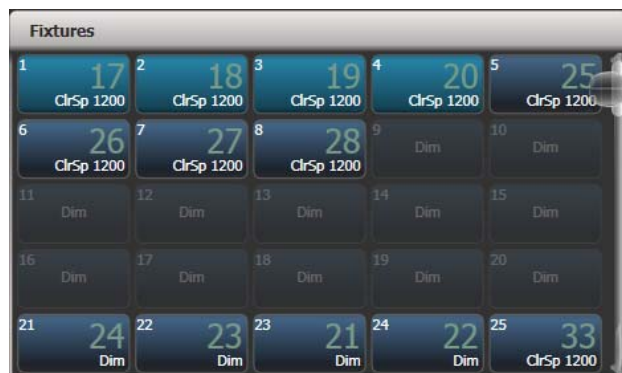 Fixtures
1 17 2 18 3 19 4 20 5 25
ClrSp 1200 ClrSp 1200 ClrSp 1200 ClrSp 1200 ClrSp 1200
6 26 7 27 8 28 9 10
ClrSp 1200 ClrSp 1200 ClrSp 1200 Dim Dim
11 12 13 14 15
Dim Dim Dim Dim Dim
16 17 18 19 20
Dim Dim Dim Dim Dim
21 24 22 23 23 21 24 22 25 33
Dim Dim Dim Dim ClrSp 1200